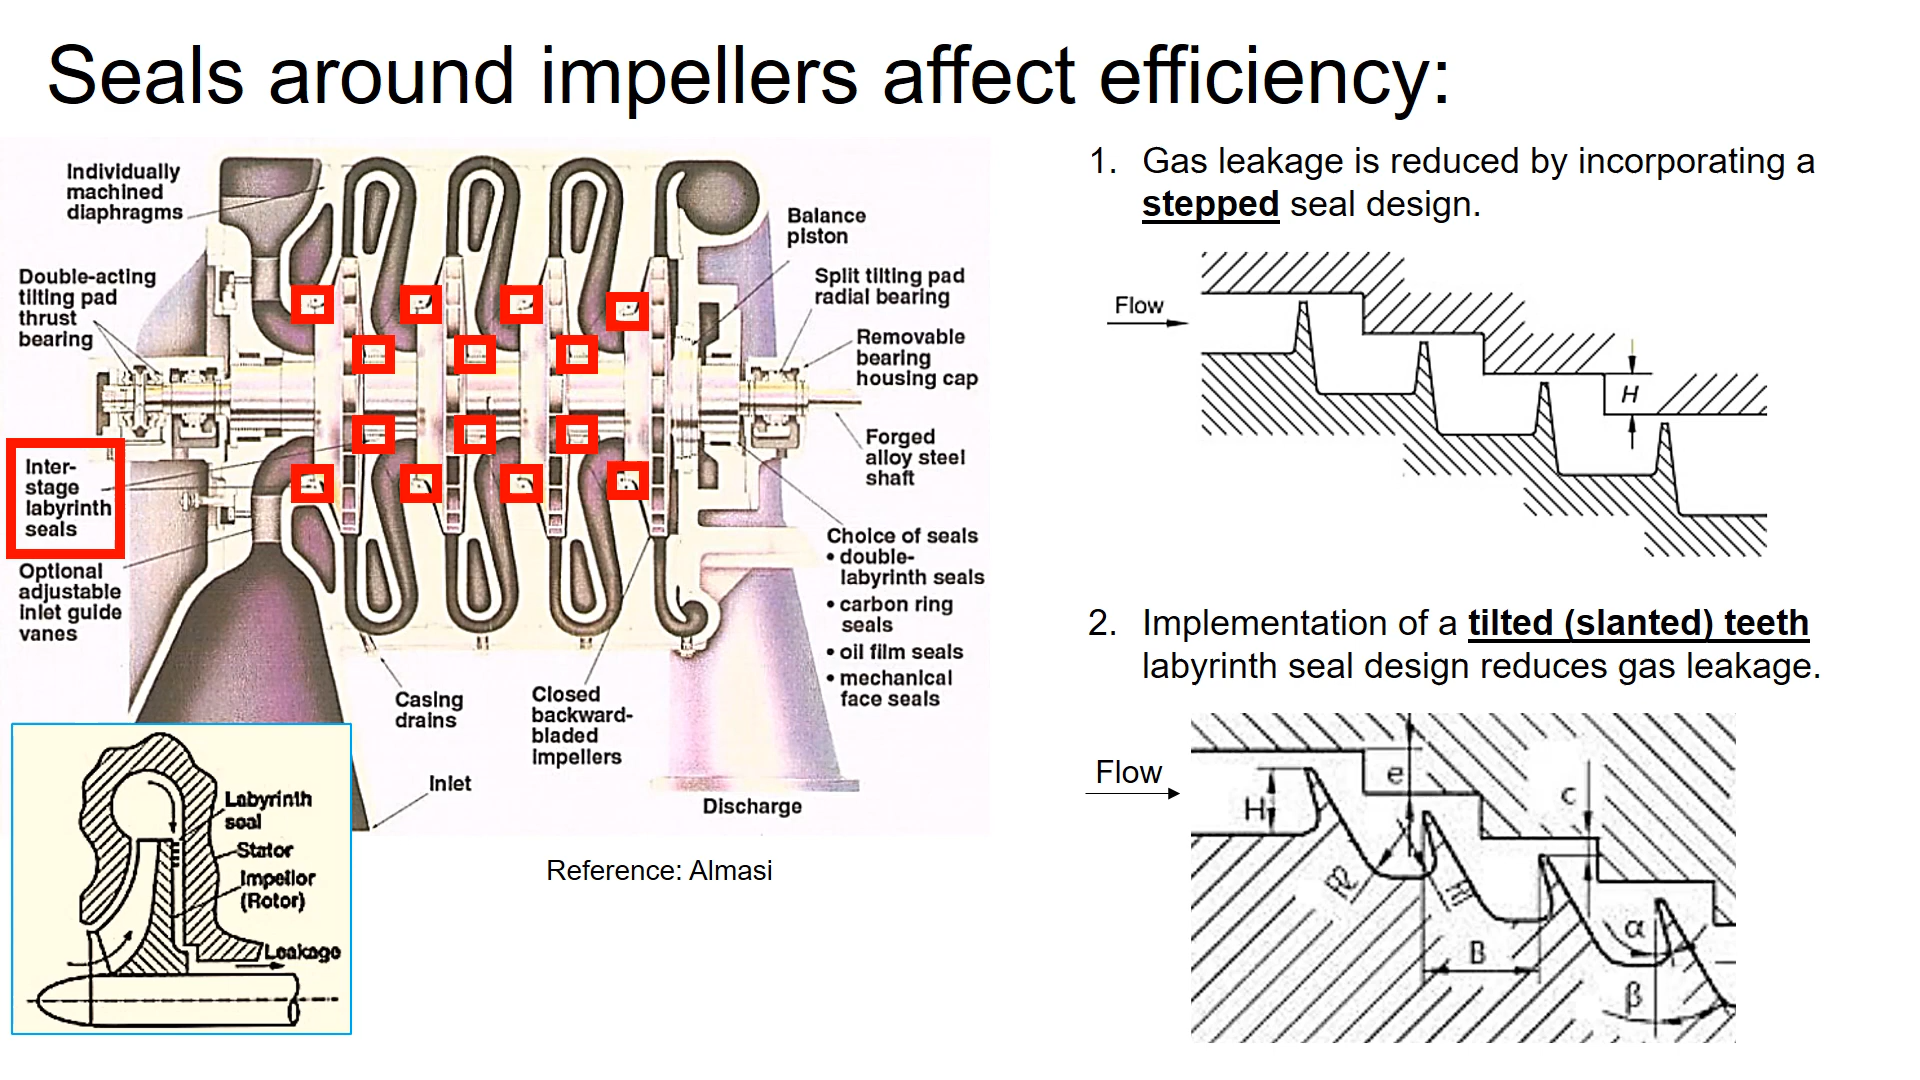 Seals around impellers affect efficiency:
Individually
machined
diaphragms
Double-acting
tilting pad
thrust
bearing
Inter-
stage
labyrinth
seals
Optional
adjustable
inlet guide
vanes
Balance
piston
Split tilting pad
radial bearing
Removable
bearing
housing cap
Forged
alloy steel
shaft
Choice of seals
• double-
labyrinth seals
• carbon ring
seals
• oil film seals
• mechanical
face seals
Casing
drains
Closed
backward-
bladed
impellers
Inlet
Discharge
Labyrinth
seal
Stator
Impellor
(Rotor)
Leakage
Reference: Almasi
1. Gas leakage is reduced by incorporating a
stepped seal design.
Flow
H
2. Implementation of a tilted (slanted) teeth
labyrinth seal design reduces gas leakage.
Flow
H
e
c
R2
B
α
β